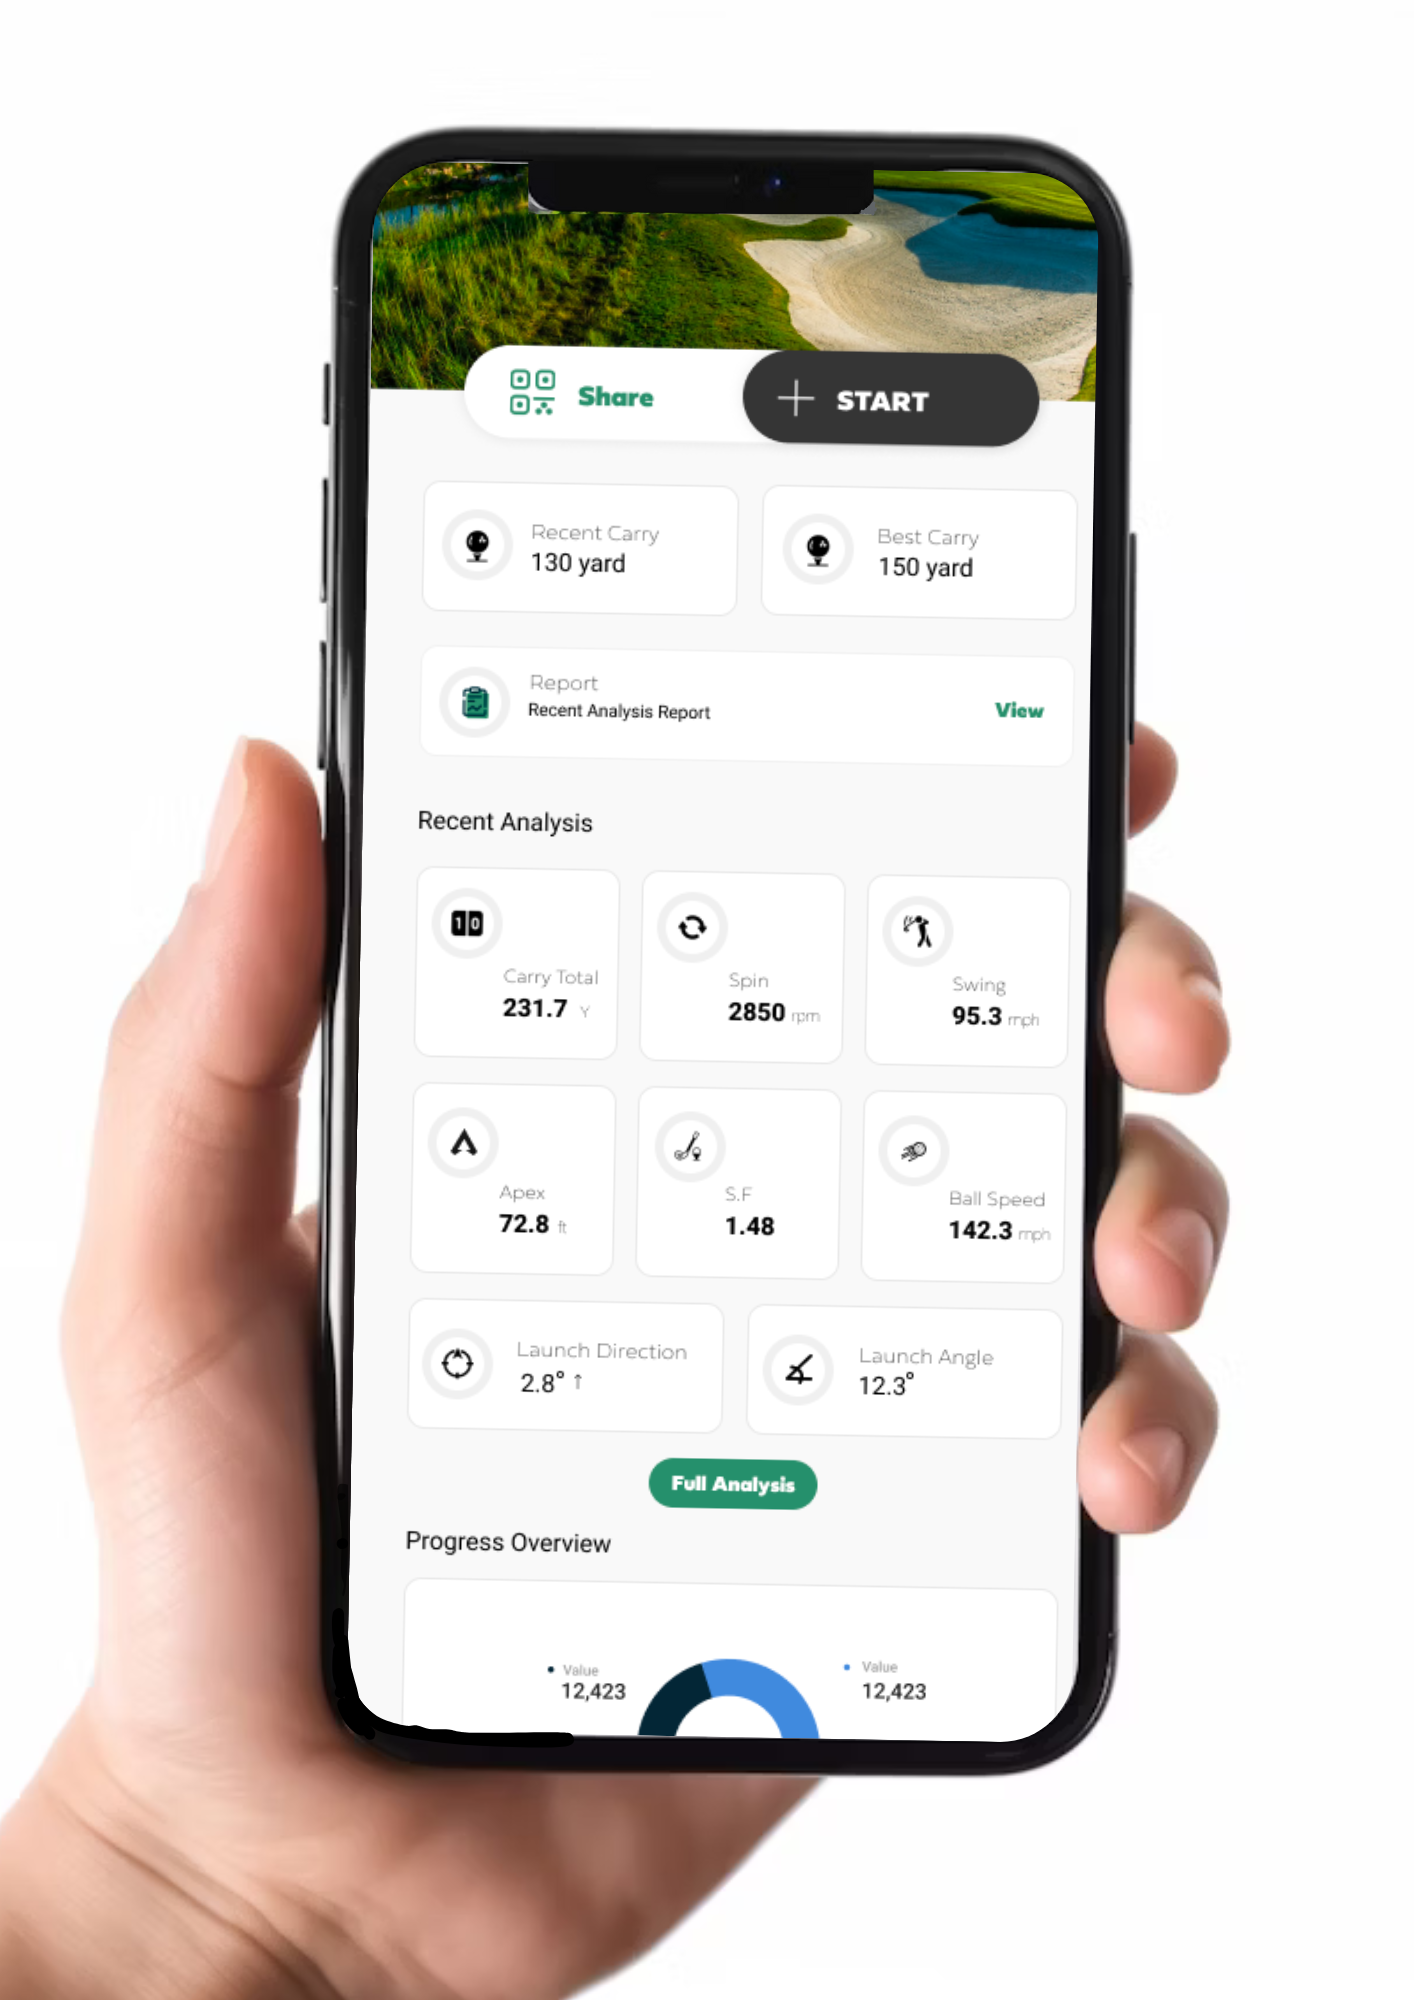 Share
START
Recent Carry
130 yard
Best Carry
150 yard
Report
Recent Analysis Report
View
Recent Analysis
10
Carry Total
231.7 Y
Spin
2850 rpm
Swing
95.3 mph
Apex
72.8 ft
S.F
1.48
Ball Speed
142.3 mph
Launch Direction
2.8° ↑
Launch Angle
12.3°
Full Analysis
Progress Overview
Value
12,423
Value
12,423